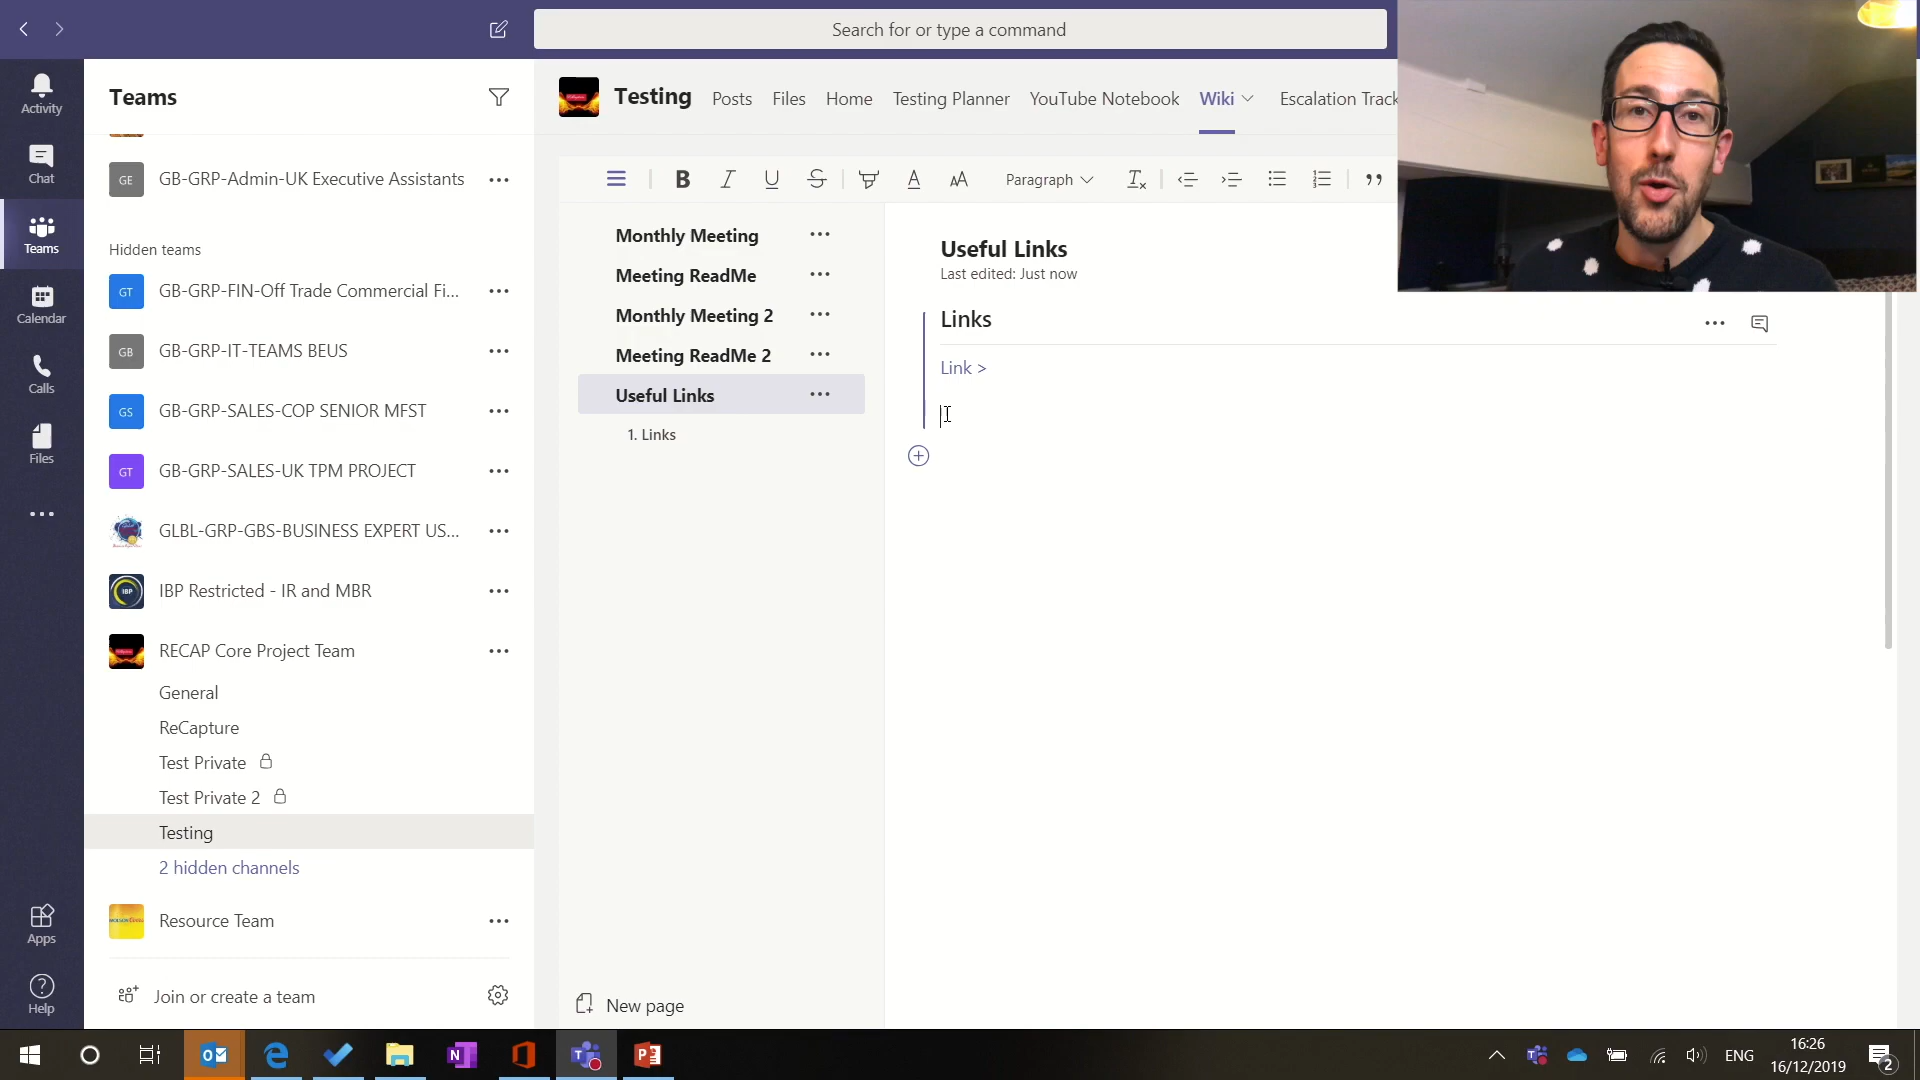 Search for or type a command
Activity
Chat
Teams
Calendar
Calls
Files
Apps
Help
Teams
GE
GB-GRP-Admin-UK Executive Assistants
Hidden teams
GT
GB-GRP-FIN-Off Trade Commercial Fi...
GB
GB-GRP-IT-TEAMS BEUS
GS
GB-GRP-SALES-COP SENIOR MFST
GT
GB-GRP-SALES-UK TPM PROJECT
GLBL-GRP-GBS-BUSINESS EXPERT US...
IBP
IBP Restricted - IR and MBR
RECAP Core Project Team
General
ReCapture
Test Private
Test Private 2
Testing
2 hidden channels
Resource Team
Join or create a team
Testing
Posts
Files
Home
Testing Planner
YouTube Notebook
Wiki
Escalation Track
B I U S A AA Paragraph
Monthly Meeting
Meeting ReadMe
Monthly Meeting 2
Meeting ReadMe 2
Useful Links
1. Links
New page
Useful Links
Last edited: Just now
Links
Link >
ENG
16:26
16/12/2019
2